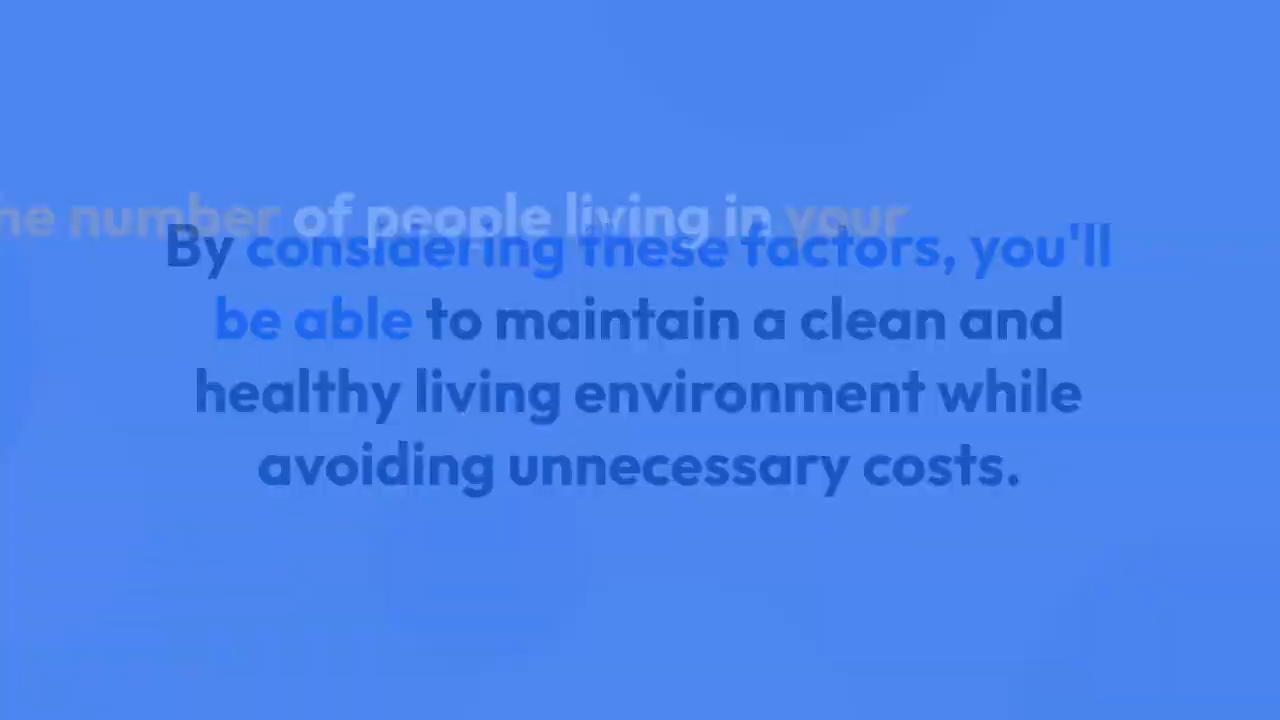 he number of people living in your
By considering these factors, you'll
be able to maintain a clean and
healthy living environment while
avoiding unnecessary costs.